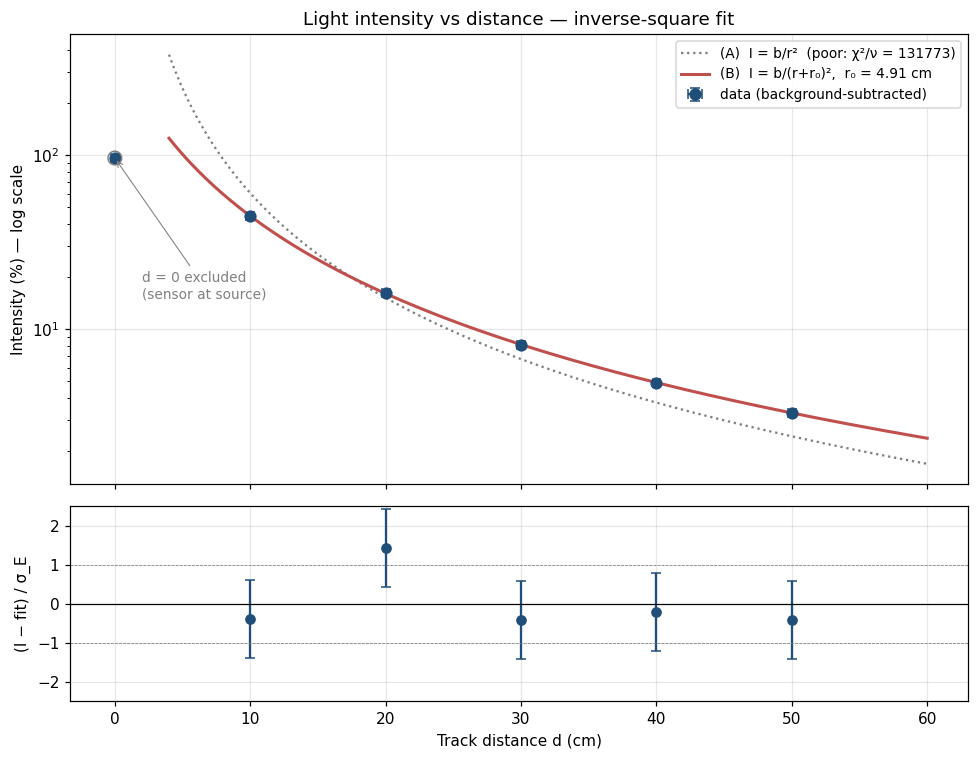 Light intensity vs distance — inverse-square fit
(A)  I = b/r²  (poor: χ²/ν = 131773)
(B)  I = b/(r+r₀)²,  r₀ = 4.91 cm
data (background-subtracted)
Intensity (%) — log scale
10²
10¹
d = 0 excluded
(sensor at source)
(I − fit) / σ_E
2
1
0
−1
−2
0 10 20 30 40 50 60
Track distance d (cm)